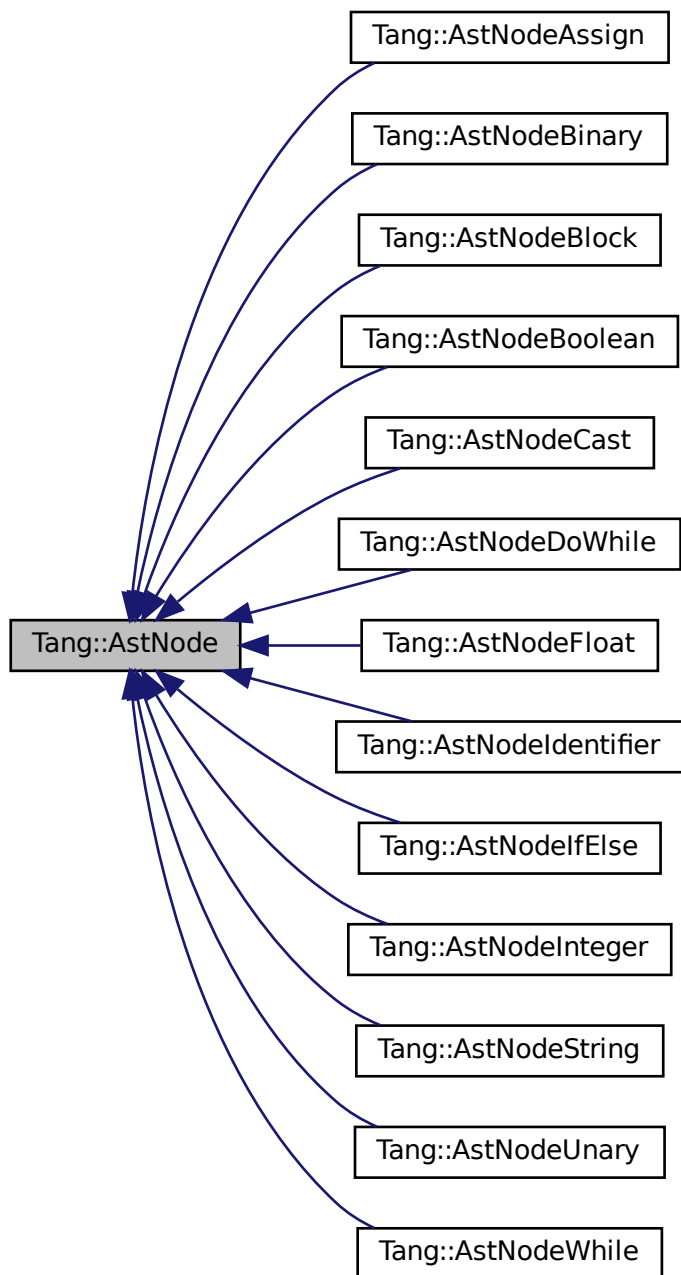 Tang::AstNodeAssign
Tang::AstNodeBinary
Tang::AstNodeBlock
Tang::AstNodeBoolean
Tang::AstNodeCast
Tang::AstNodeDoWhile
Tang::AstNode
Tang::AstNodeFloat
Tang::AstNodeIdentifier
Tang::AstNodeIfElse
Tang::AstNodeInteger
Tang::AstNodeString
Tang::AstNodeUnary
Tang::AstNodeWhile